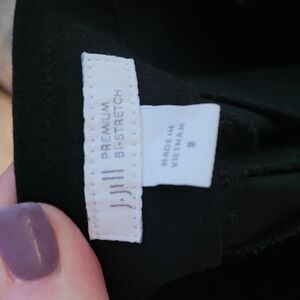 J.Jill
PREMIUM
BI-STRETCH
MADE IN
VIETNAM
8